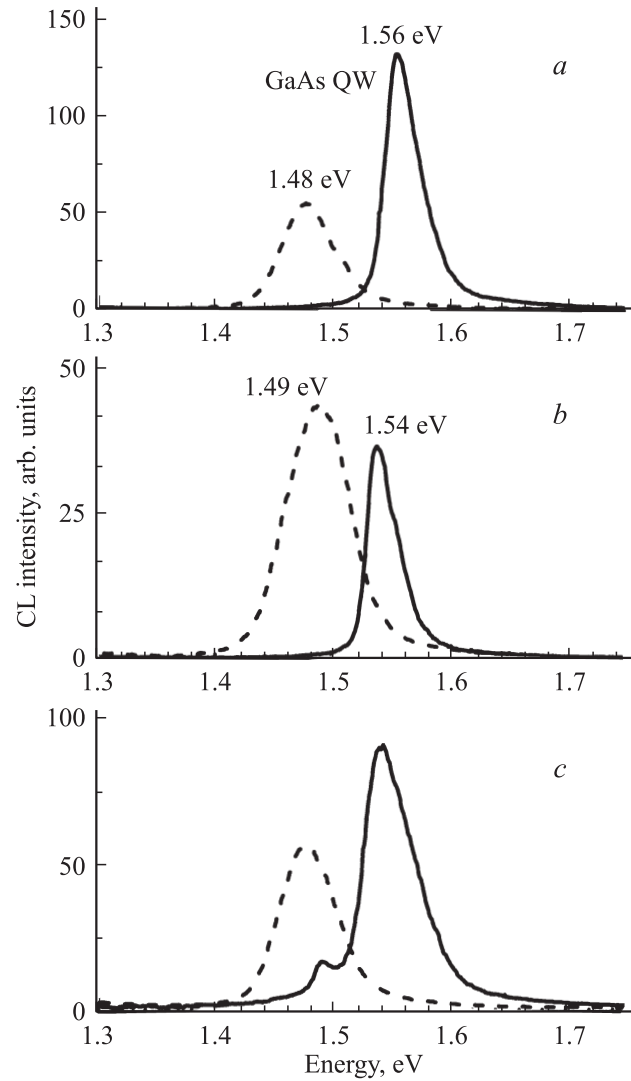 150
1.56 eV
a
GaAs QW
100
1.48 eV
50
0
1.3 1.4 1.5 1.6 1.7
50
1.49 eV
b
1.54 eV
25
0
1.3 1.4 1.5 1.6 1.7
CL intensity, arb. units
100
c
50
0
1.3 1.4 1.5 1.6 1.7
Energy, eV